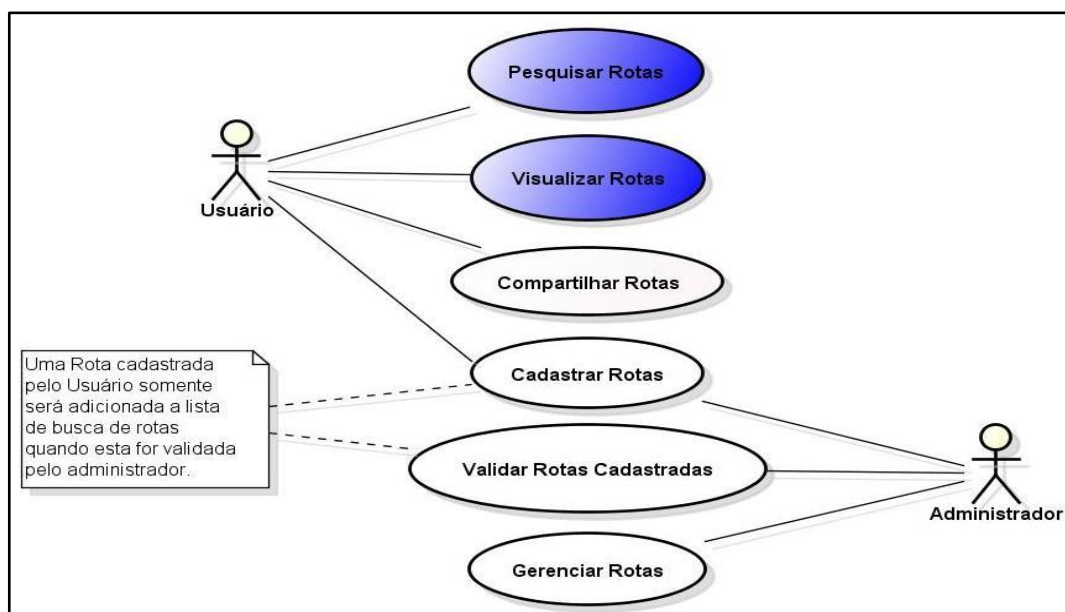 Pesquisar Rotas
Visualizar Rotas
Usuário
Compartilhar Rotas
Uma Rota cadastrada
pelo Usuário somente
será adicionada a lista
de busca de rotas
quando esta for validada
pelo administrador.
Cadastrar Rotas
Validar Rotas Cadastradas
Administrador
Gerenciar Rotas